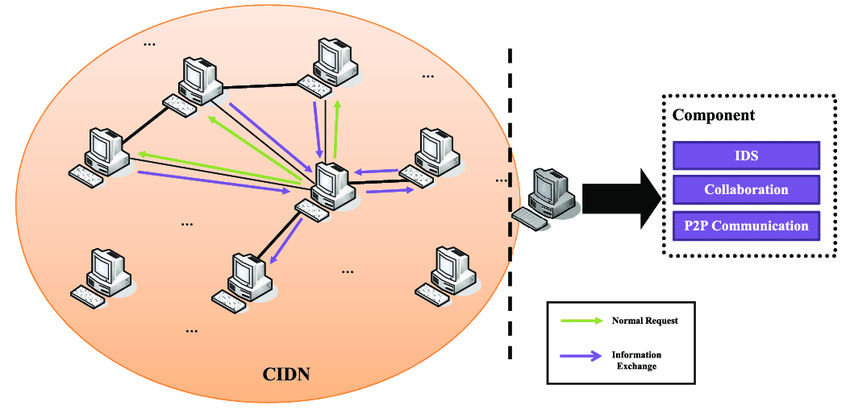 ...
...
Component
IDS
Collaboration
...
P2P Communication
...
...
Normal Request
...
Information
Exchange
CIDN